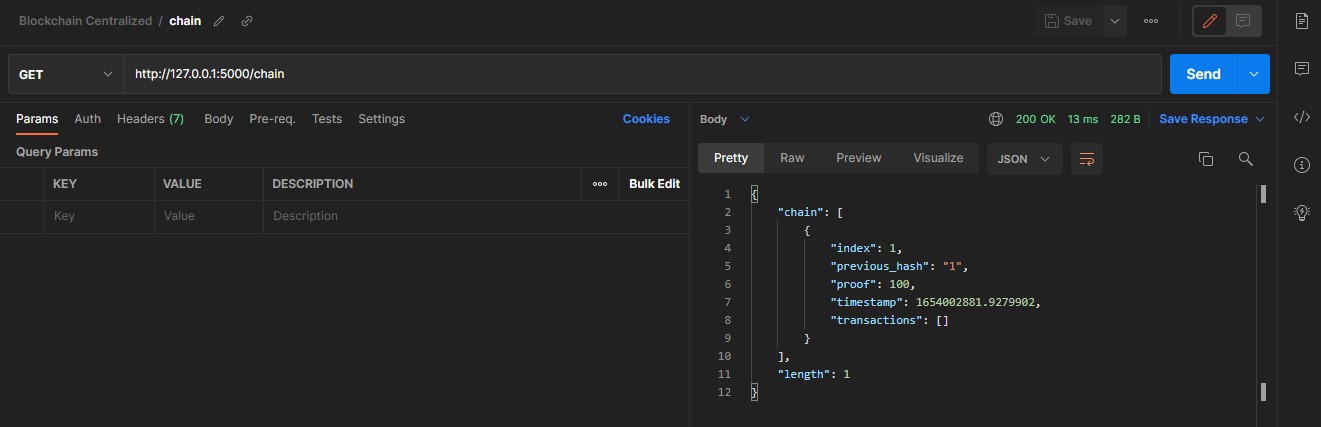 Blockchain Centralized / chain
Save
GET http://127.0.0.1:5000/chain Send
Params Auth Headers (7) Body Pre-req. Tests Settings Cookies
Query Params
KEY VALUE DESCRIPTION Bulk Edit
Key Value Description
Body 200 OK 13 ms 282 B Save Response
Pretty Raw Preview Visualize JSON
1 {
2 "chain": [
3 {
4 "index": 1,
5 "previous_hash": "1",
6 "proof": 100,
7 "timestamp": 1654002881.9279902,
8 "transactions": []
9 }
10 ],
11 "length": 1
12 }